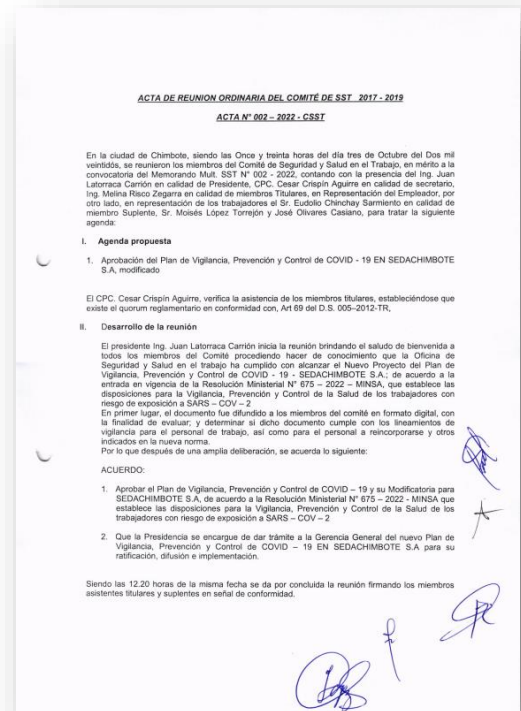 ACTA DE REUNION ORDINARIA DEL COMITÉ DE SST 2017 - 2019
ACTA N° 002 – 2022 - CSST
En la ciudad de Chimbote, siendo las Once y treinta horas del día tres de Octubre del Dos mil
veintidós, se reunieron los miembros del Comité de Seguridad y Salud en el Trabajo, en mérito a la
convocatoria del Memorando Mult. SST N° 002 - 2022, contando con la presencia del Ing. Juan
Latorraca Carrión en calidad de Presidente, CPC. Cesar Crispín Aguirre en calidad de secretario,
Ing. Melina Risco Zegarra en calidad de miembros Titulares, en Representación del Empleador, por
otro lado, en representación de los trabajadores el Sr. Eudolio Chinchay Sarmiento en calidad de
miembro Suplente, Sr. Moisés López Torrejón y José Olivares Casiano, para tratar la siguiente
agenda:
I. Agenda propuesta
1. Aprobación del Plan de Vigilancia, Prevención y Control de COVID - 19 EN SEDACHIMBOTE
S.A, modificado
El CPC. Cesar Crispín Aguirre, verifica la asistencia de los miembros titulares, estableciéndose que
existe el quorum reglamentario en conformidad con, Art 69 del D.S. 005–2012-TR,
II. Desarrollo de la reunión
El presidente Ing. Juan Latorraca Carrión inicia la reunión brindando el saludo de bienvenida a
todos los miembros del Comité procediendo hacer de conocimiento que la Oficina de
Seguridad y Salud en el trabajo ha cumplido con alcanzar el Nuevo Proyecto del Plan de
Vigilancia, Prevención y Control de COVID - 19 - SEDACHIMBOTE S.A.; de acuerdo a la
entrada en vigencia de la Resolución Ministerial N° 675 – 2022 – MINSA, que establece las
disposiciones para la Vigilancia, Prevención y Control de la Salud de los trabajadores con
riesgo de exposición a SARS – COV – 2
En primer lugar, el documento fue difundido a los miembros del comité en formato digital, con
la finalidad de evaluar; y determinar si dicho documento cumple con los lineamientos de
vigilancia para el personal de trabajo, así como para el personal a reincorporarse y otros
indicados en la nueva norma.
Por lo que después de una amplia deliberación, se acuerda lo siguiente:
ACUERDO:
1. Aprobar el Plan de Vigilancia, Prevención y Control de COVID – 19 y su Modificatoria para
SEDACHIMBOTE S.A, de acuerdo a la Resolución Ministerial N° 675 – 2022 - MINSA que
establece las disposiciones para la Vigilancia, Prevención y Control de la Salud de los
trabajadores con riesgo de exposición a SARS – COV – 2
2. Que la Presidencia se encargue de dar trámite a la Gerencia General del nuevo Plan de
Vigilancia, Prevención y Control de COVID – 19 EN SEDACHIMBOTE S.A para su
ratificación, difusión e implementación.
Siendo las 12.20 horas de la misma fecha se da por concluida la reunión firmando los miembros
asistentes titulares y suplentes en señal de conformidad.